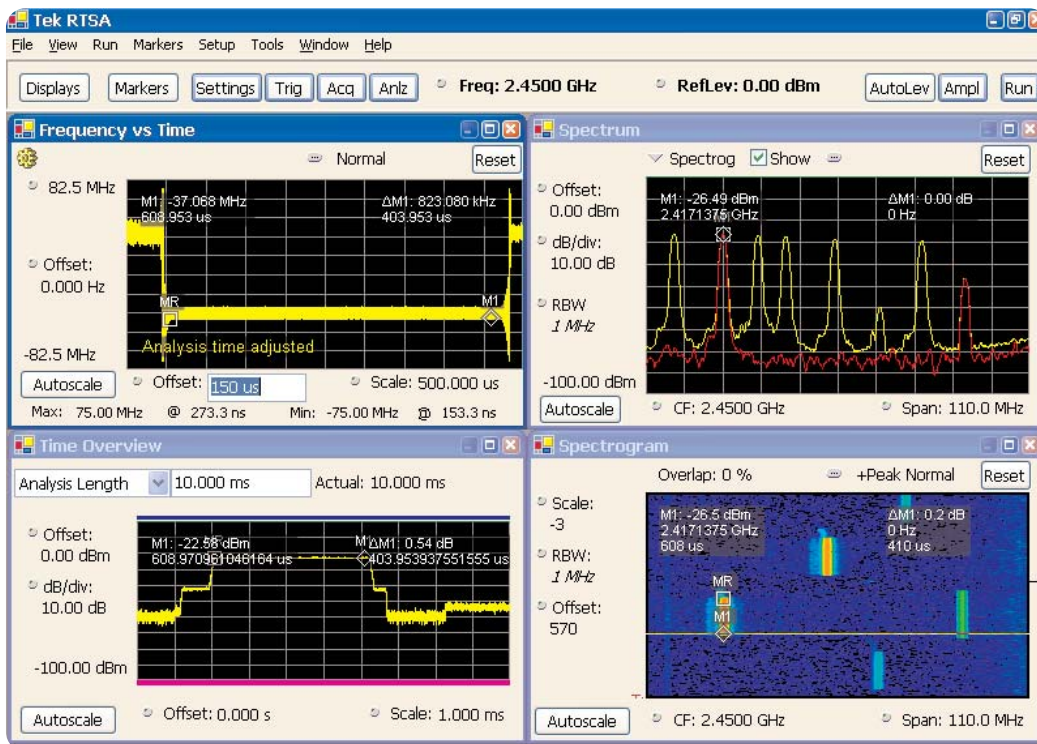 Tek RTSA
File View Run Markers Setup Tools Window Help
Displays Markers Settings Trig Acq Anlz Freq: 2.4500 GHz RefLev: 0.00 dBm AutoLev Ampl Run
Frequency vs Time
Normal Reset
82.5 MHz
M1: -37.068 MHz ΔM1: 823.080 kHz
608.953 us 403.953 us
Offset:
0.000 Hz
MR M1
-82.5 MHz
Analysis time adjusted
Autoscale Offset: 150 us Scale: 500.000 us
Max: 75.00 MHz @ 273.3 ns Min: -75.00 MHz @ 153.3 ns
Spectrum
Spectrog Show Reset
Offset:
0.00 dBm
M1: -26.49 dBm ΔM1: 0.00 dB
2.4171375 GHz 0 Hz
dB/div:
10.00 dB
RBW
1 MHz
-100.00 dBm
Autoscale CF: 2.4500 GHz Span: 110.0 MHz
Time Overview
Analysis Length 10.000 ms Actual: 10.000 ms
Offset:
0.00 dBm
M1: -22.58 dBm M1 ΔM1: 0.54 dB
608.970961046164 us 403.953937551555 us
dB/div:
10.00 dB
-100.00 dBm
Autoscale Offset: 0.000 s Scale: 1.000 ms
Spectrogram
Overlap: 0 % +Peak Normal Reset
Scale:
-3
M1: -26.5 dBm ΔM1: 0.2 dB
2.4171375 GHz 0 Hz
608 us 410 us
RBW:
1 MHz
MR
Offset:
570
M1
Autoscale CF: 2.4500 GHz Span: 110.0 MHz